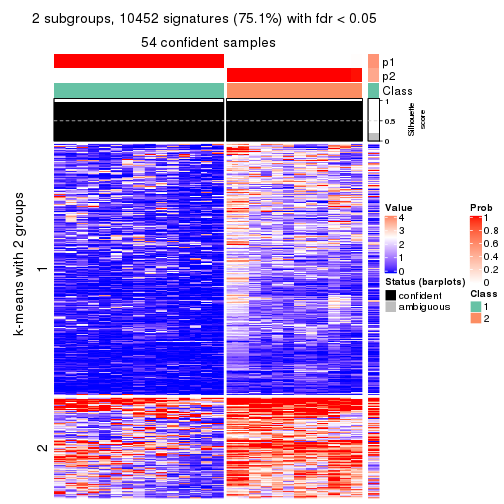 2 subgroups, 10452 signatures (75.1%) with fdr < 0.05
54 confident samples
p1
p2
Class
1
0.5
0
Silhouette
score
k-means with 2 groups
1
2
Value
4
3
2
1
0
Status (barplots)
confident
ambiguous
Prob
1
0.8
0.6
0.4
0.2
0
Class
1
2